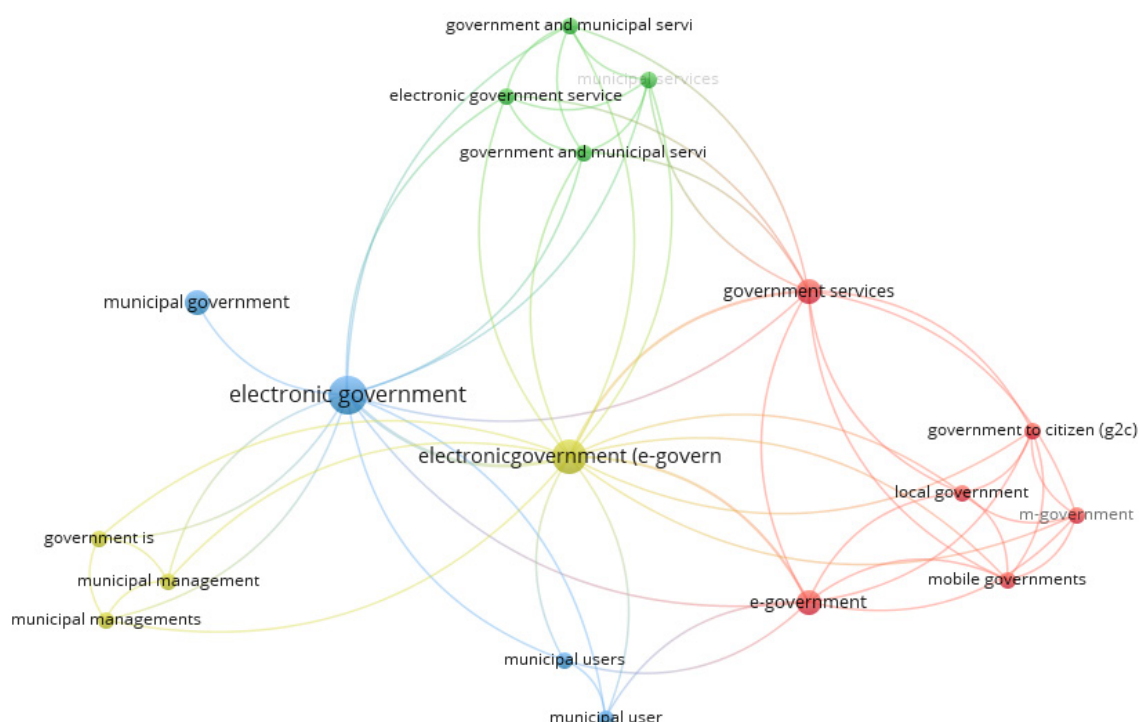 government and municipal servi
municipal services
electronic government service
government and municipal servi
government services
municipal government
electronic government
government to citizen (g2c)
electronicgovernment (e-govern
local government
m-government
government is
municipal management
mobile governments
e-government
municipal managements
municipal users
municipal user